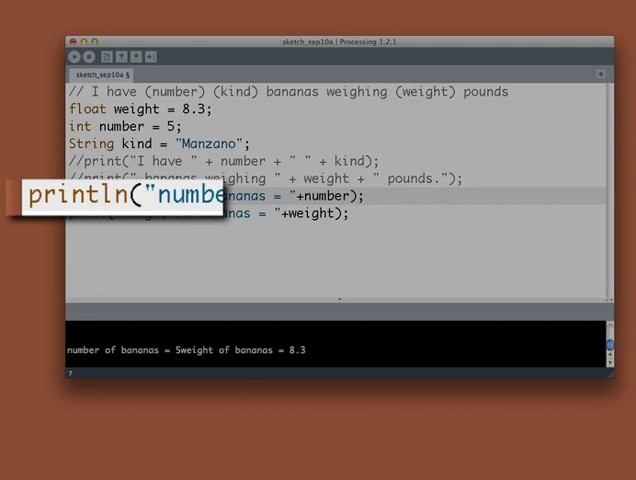 sketch_sep10a | Processing 1.2.1
sketch_sep10a §
// I have (number) (kind) bananas weighing (weight) pounds
float weight = 8.3;
int number = 5;
String kind = "Manzano";
//print("I have " + number + " " + kind);
//print(" bananas weighing " + weight + " pounds.");
println("numbe ananas = "+number);
ananas = "+weight);
number of bananas = 5weight of bananas = 8.3
7